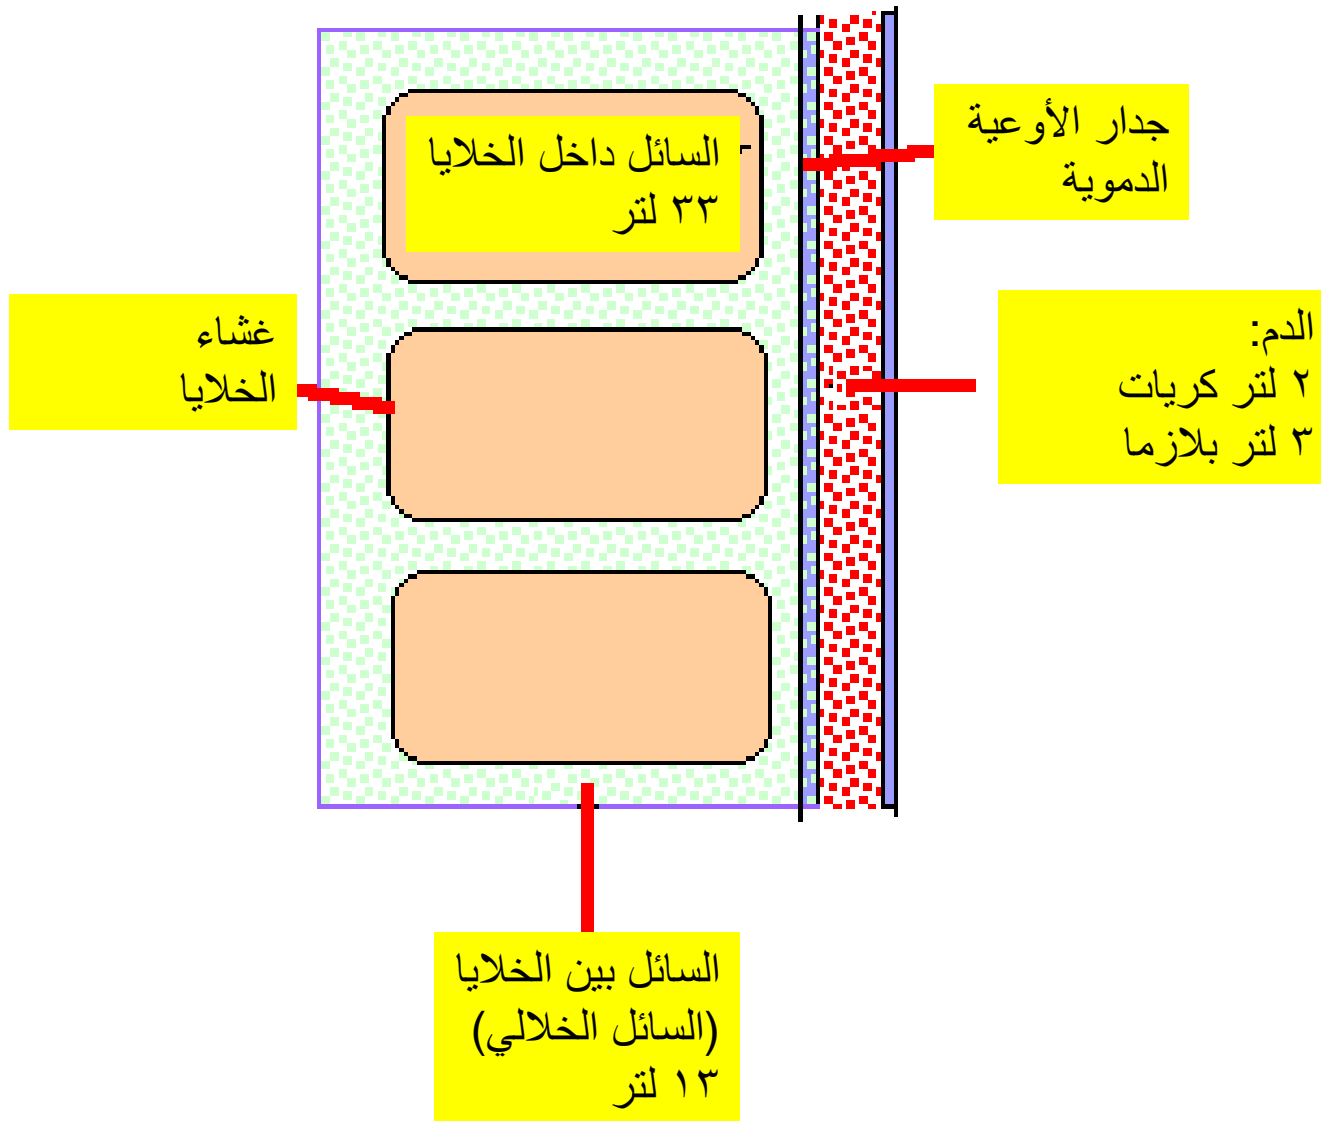 جدار الأوعية
الدموية
السائل داخل الخلايا
٣٣ لتر
غشاء
الخلايا
الدم:
٢ لتر كريات
٣ لتر بلازما
السائل بين الخلايا
(السائل الخلالي)
١٣ لتر